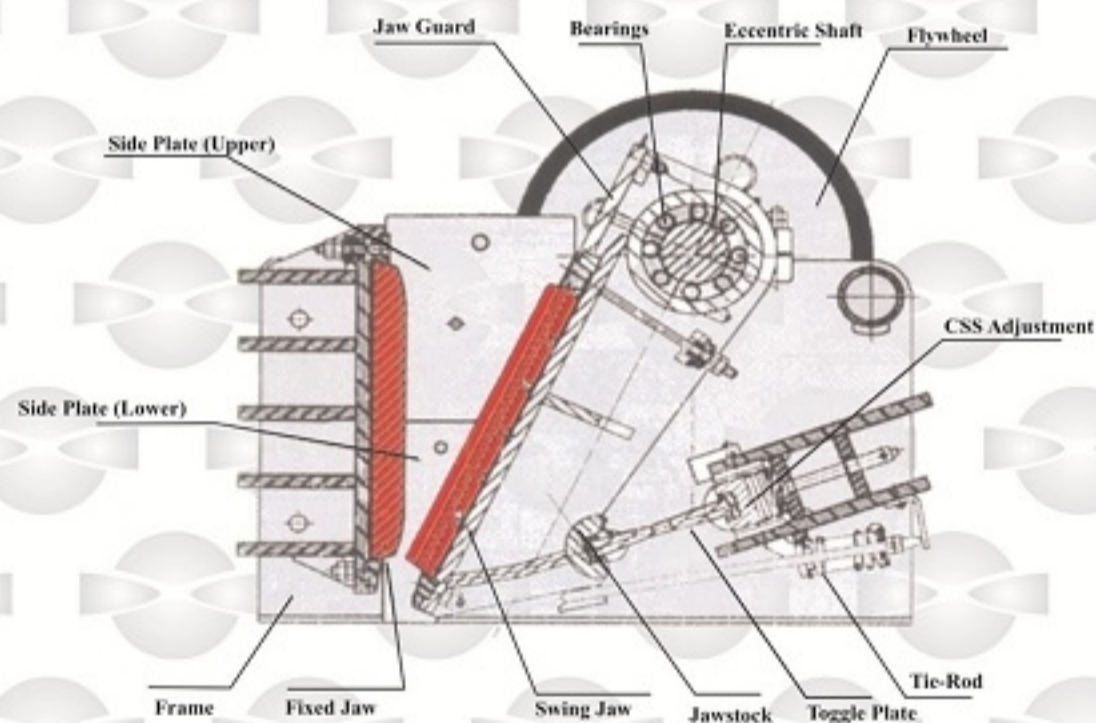 Jaw Guard
Bearings
Eccentric Shaft
Flywheel
Side Plate (Upper)
CSS Adjustment
Side Plate (Lower)
Frame
Fixed Jaw
Swing Jaw
Jawstock
Toggle Plate
Tie-Rod